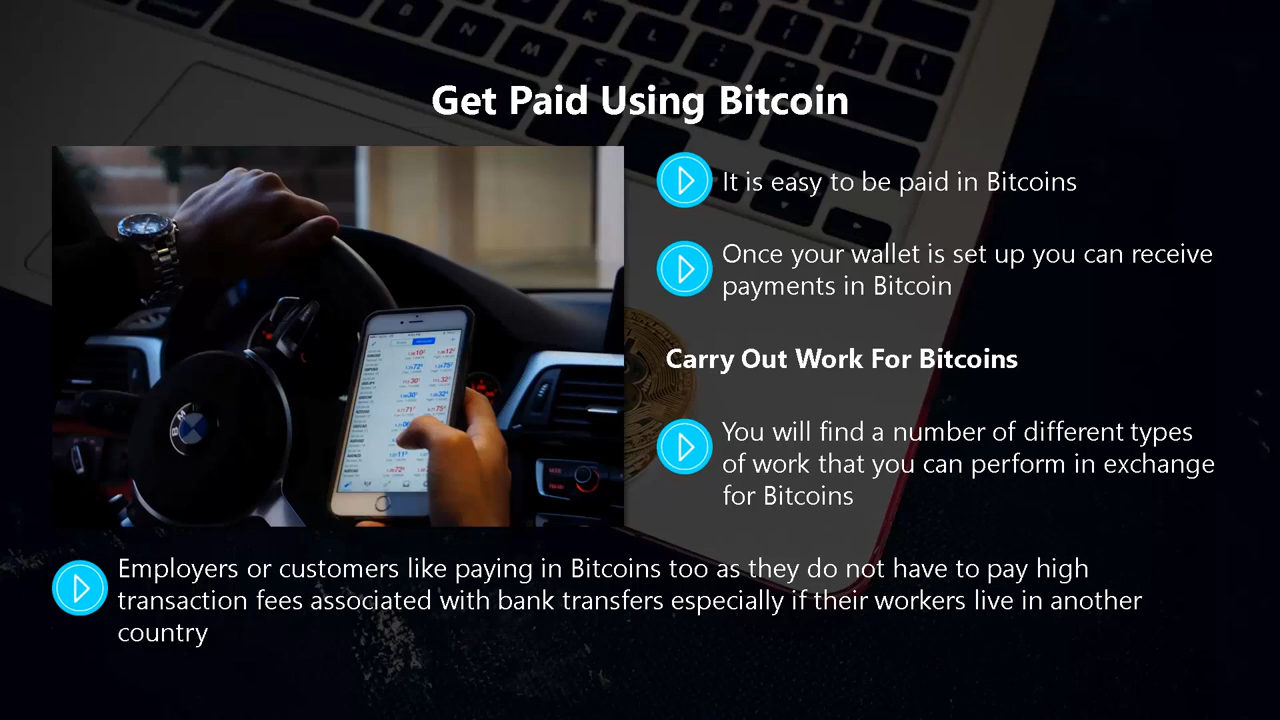 Get Paid Using Bitcoin
It is easy to be paid in Bitcoins
Once your wallet is set up you can receive
payments in Bitcoin
Carry Out Work For Bitcoins
You will find a number of different types
of work that you can perform in exchange
for Bitcoins
Employers or customers like paying in Bitcoins too as they do not have to pay high
transaction fees associated with bank transfers especially if their workers live in another
country
BMW